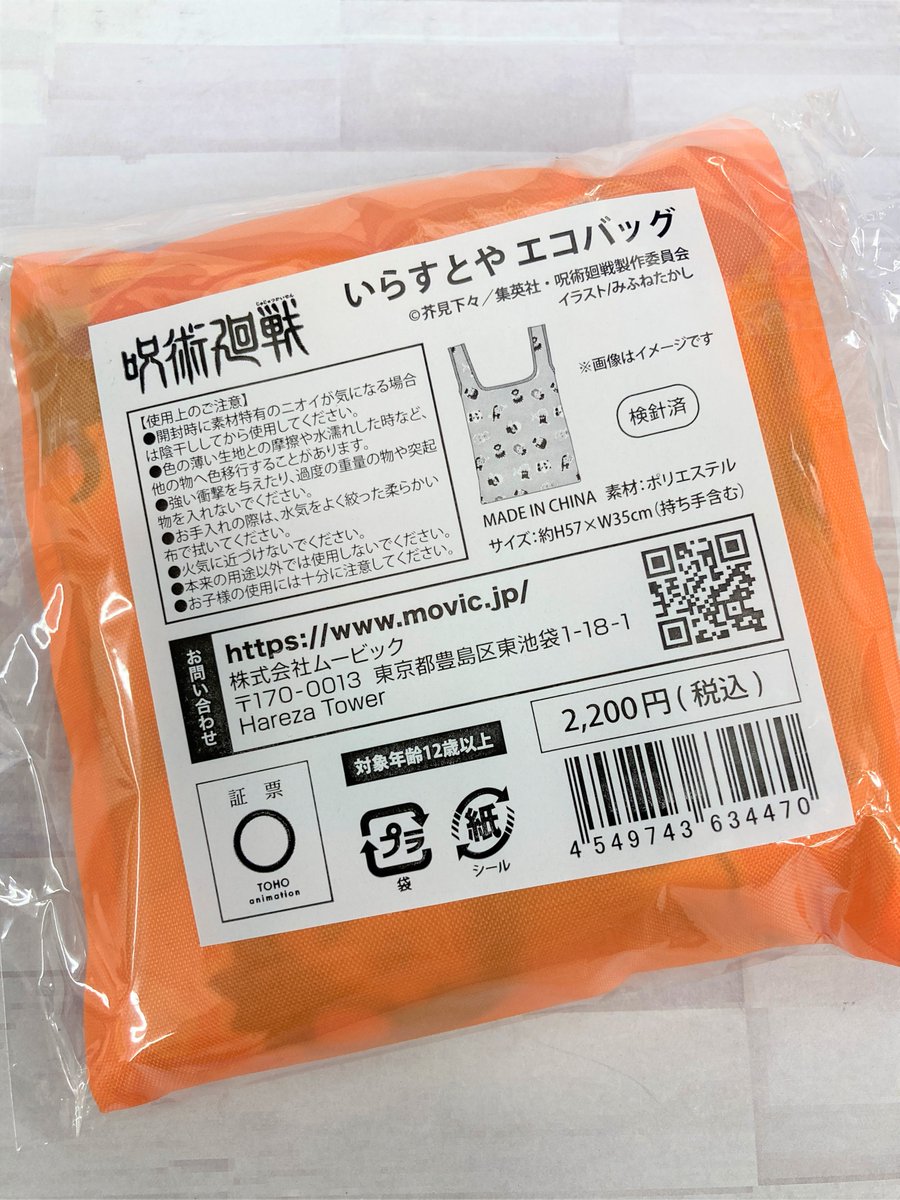 いらすとや エコバッグ
©芥見下々／集英社・呪術廻戦製作委員会
イラスト/みふねたかし
じゅじゅつかいせん
呪術廻戦
【使用上のご注意】
●開封時に素材特有のニオイが気になる場合
は陰干ししてから使用してください。
●色の薄い生地との摩擦や水濡れした時など、
他の物へ色移行することがあります。
●強い衝撃を与えたり、過度の重量の物や突起
物を入れないでください。
●お手入れの際は、水気をよく絞った柔らかい
布で拭いてください。
●火気に近づけないでください。
●本来の用途以外では使用しないでください。
●お子様の使用には十分に注意してください。
※画像はイメージです
検針済
MADE IN CHINA 素材：ポリエステル
サイズ：約H57×W35cm（持ち手含む）
お問い合わせ
https://www.movic.jp/
株式会社ムービック
〒170-0013 東京都豊島区東池袋1-18-1
Hareza Tower
2,200円(税込)
対象年齢12歳以上
証票
TOHO
animation
プラ
袋
紙
シール
4 549743 634470